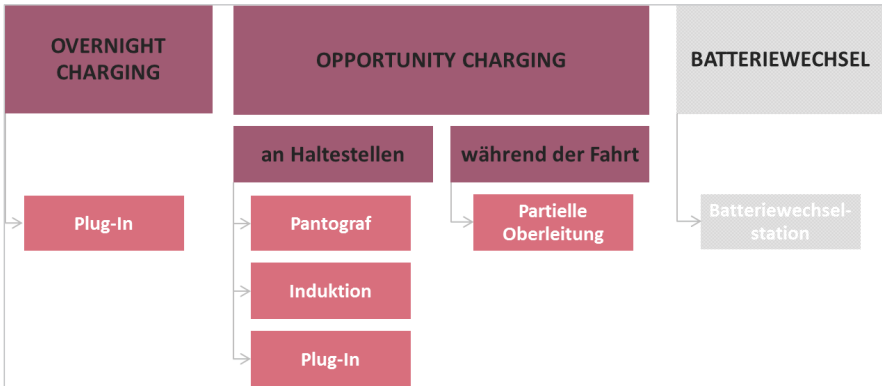 OVERNIGHT
CHARGING
OPPORTUNITY CHARGING
BATTERIEWECHSEL
an Haltestellen
während der Fahrt
Plug-In
Pantograf
Partielle
Oberleitung
Batteriewechsel-
station
Induktion
Plug-In